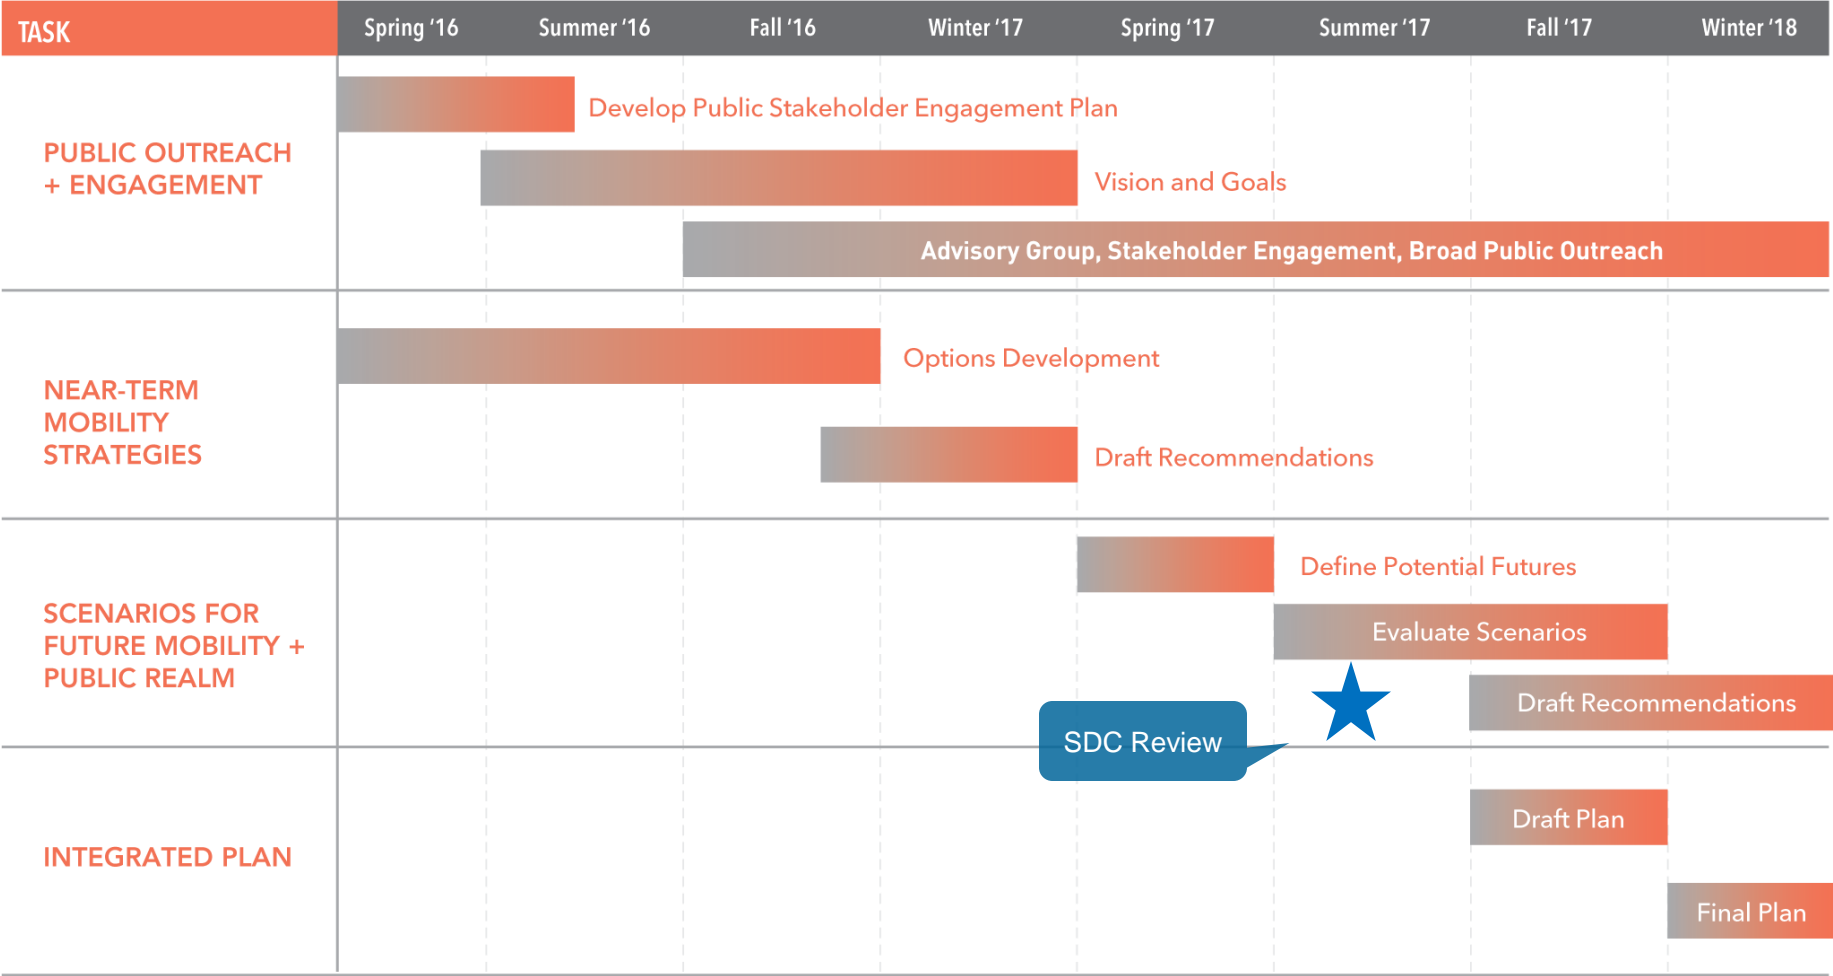 TASK
Spring ‘16
Summer ‘16
Fall ‘16
Winter ‘17
Spring ‘17
Summer ‘17
Fall ‘17
Winter ‘18
PUBLIC OUTREACH
+ ENGAGEMENT
Develop Public Stakeholder Engagement Plan
Vision and Goals
Advisory Group, Stakeholder Engagement, Broad Public Outreach
NEAR-TERM
MOBILITY
STRATEGIES
Options Development
Draft Recommendations
SCENARIOS FOR
FUTURE MOBILITY +
PUBLIC REALM
Define Potential Futures
Evaluate Scenarios
Draft Recommendations
SDC Review
INTEGRATED PLAN
Draft Plan
Final Plan